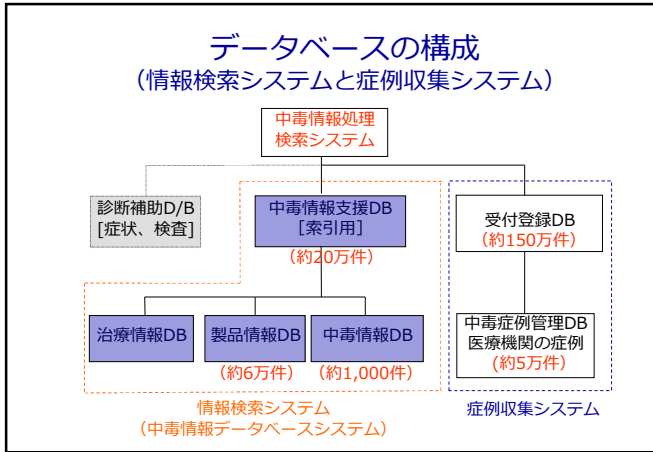 データベースの構成
（情報検索システムと症例収集システム）
中毒情報処理
検索システム
診断補助D/B
[症状、検査]
中毒情報支援DB
［索引用］
(約20万件)
受付登録DB
(約150万件)
治療情報DB
製品情報DB
(約6万件)
中毒情報DB
(約1,000件)
中毒症例管理DB
医療機関の症例
(約5万件)
情報検索システム
（中毒情報データベースシステム）
症例収集システム